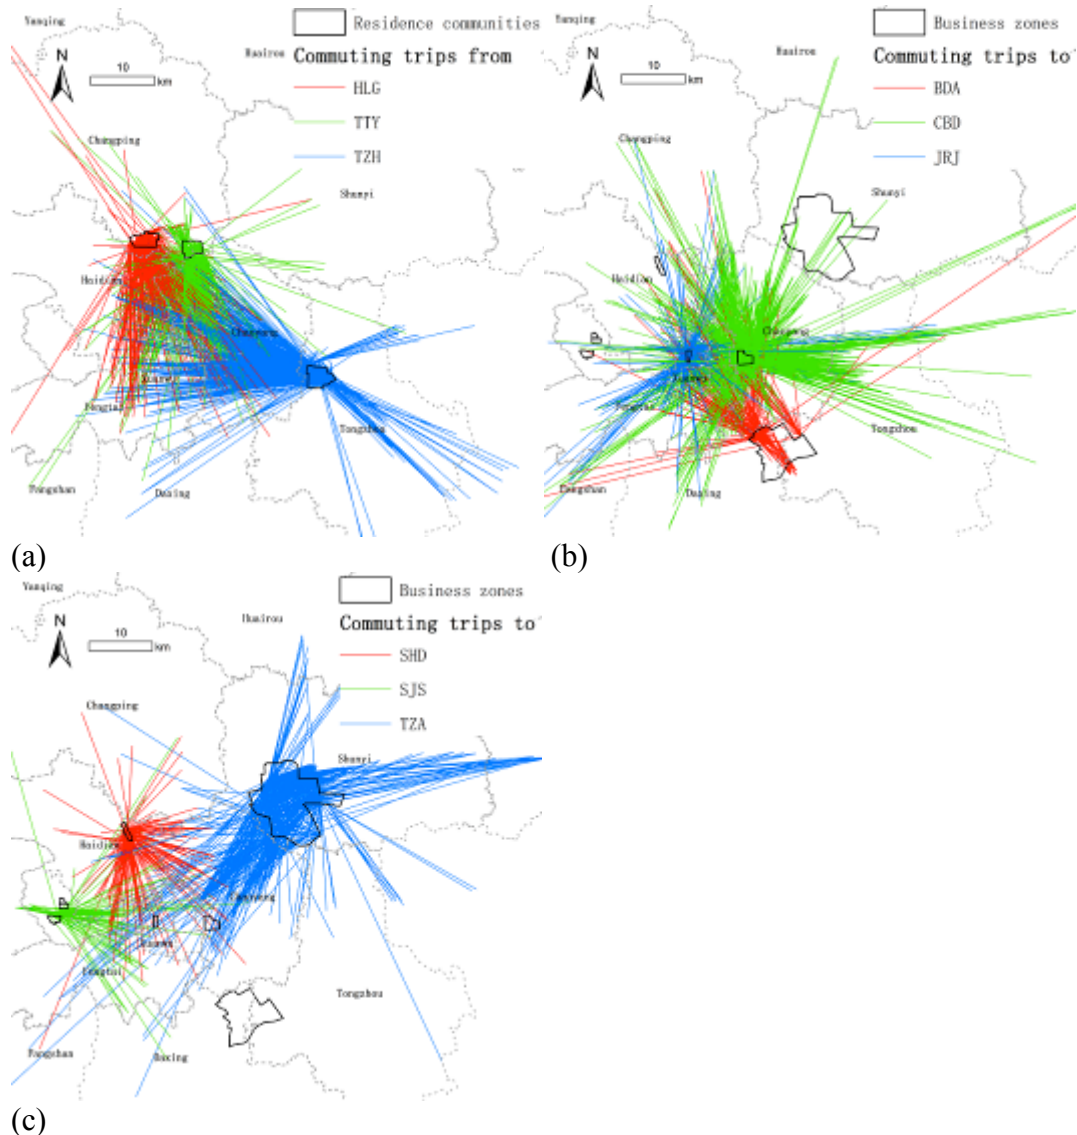 Yanqing
Residence communities
Huairou
N
Commuting trips from
10
km
HLG
TTY
Changping
TZH
Shunyi
Haidian
Chaoyang
Fengtai
Tongzhou
Fangshan
Daxing
(a)
Business zones
Commuting trips to
Huairou
N
10
km
BDA
CBD
Changping
JRJ
Shunyi
Haidian
Chaoyang
Fengtai
Tongzhou
Fangshan
Daxing
(b)
Yanqing
Business zones
Huairou
N
Commuting trips to
10
km
SHD
SJS
Changping
TZA
Shunyi
Haidian
Fengtai
Tongzhou
Fangshan
Daxing
(c)